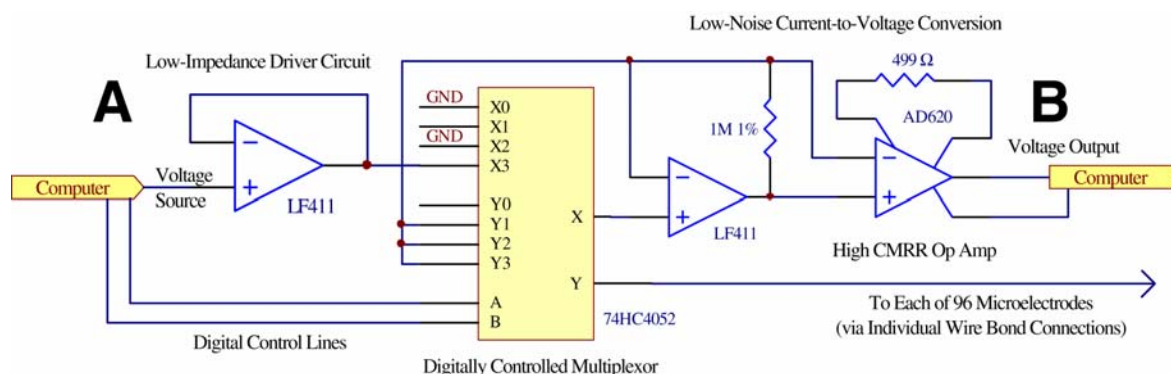 Low-Noise Current-to-Voltage Conversion
Low-Impedance Driver Circuit
499 Ω
A
B
GND
X0
X1
GND
X2
X3
1M 1%
AD620
Voltage Output
Computer
Voltage
Source
LF411
Computer
Y0
Y1
Y2
Y3
X
Y
LF411
High CMRR Op Amp
A
B
74HC4052
To Each of 96 Microelectrodes
(via Individual Wire Bond Connections)
Digital Control Lines
Digitally Controlled Multiplexor